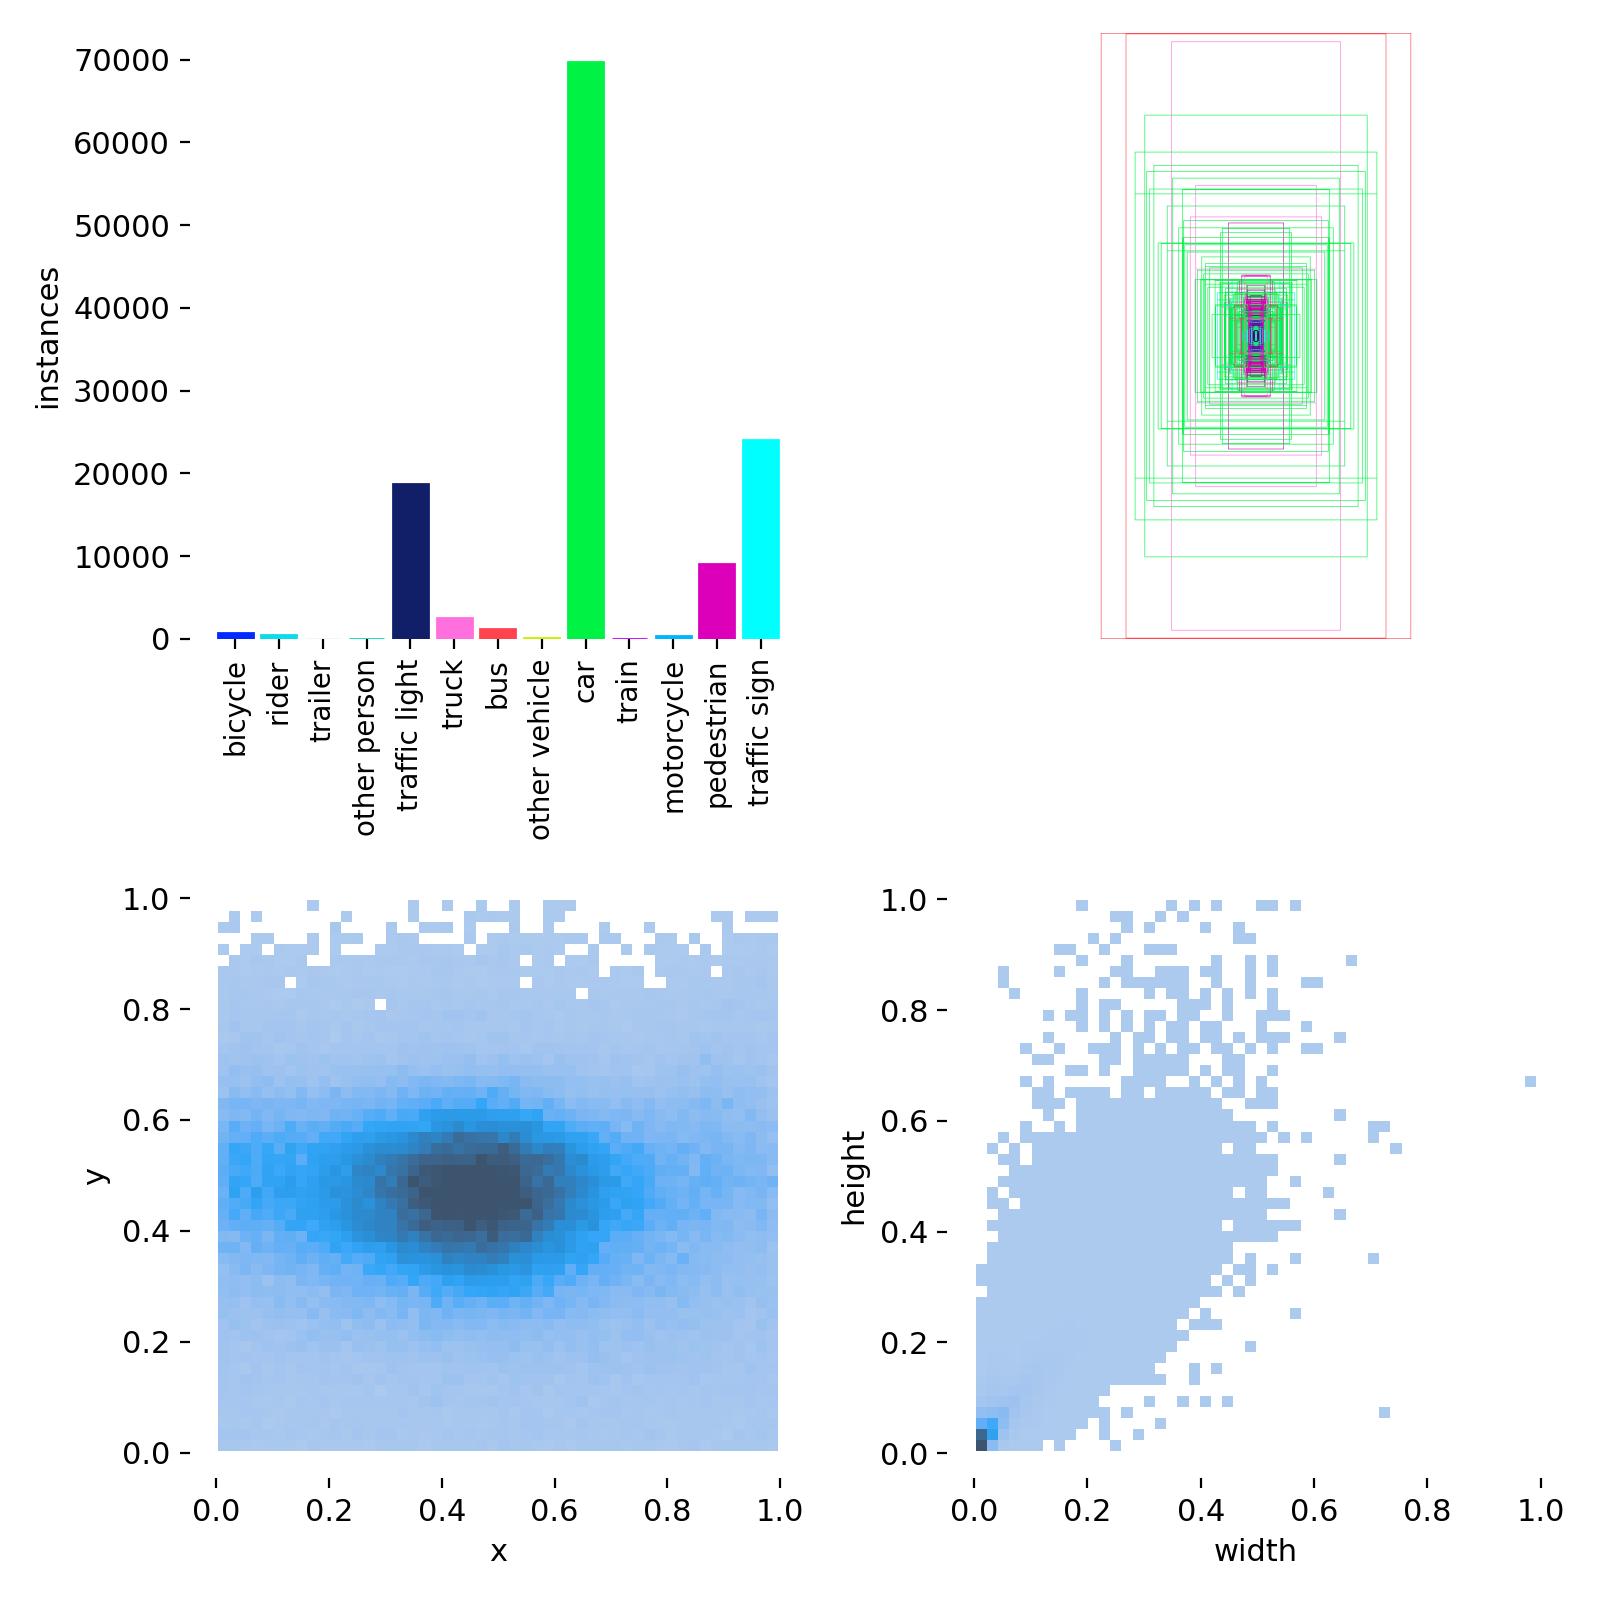 70000
60000
50000
40000
30000
20000
10000
0
instances
bicycle
rider
trailer
other person
traffic light
truck
bus
other vehicle
car
train
motorcycle
pedestrian
traffic sign
1.0
0.8
0.6
0.4
0.2
0.0
y
0.0 0.2 0.4 0.6 0.8 1.0
x
1.0
0.8
0.6
0.4
0.2
0.0
height
0.0 0.2 0.4 0.6 0.8 1.0
width